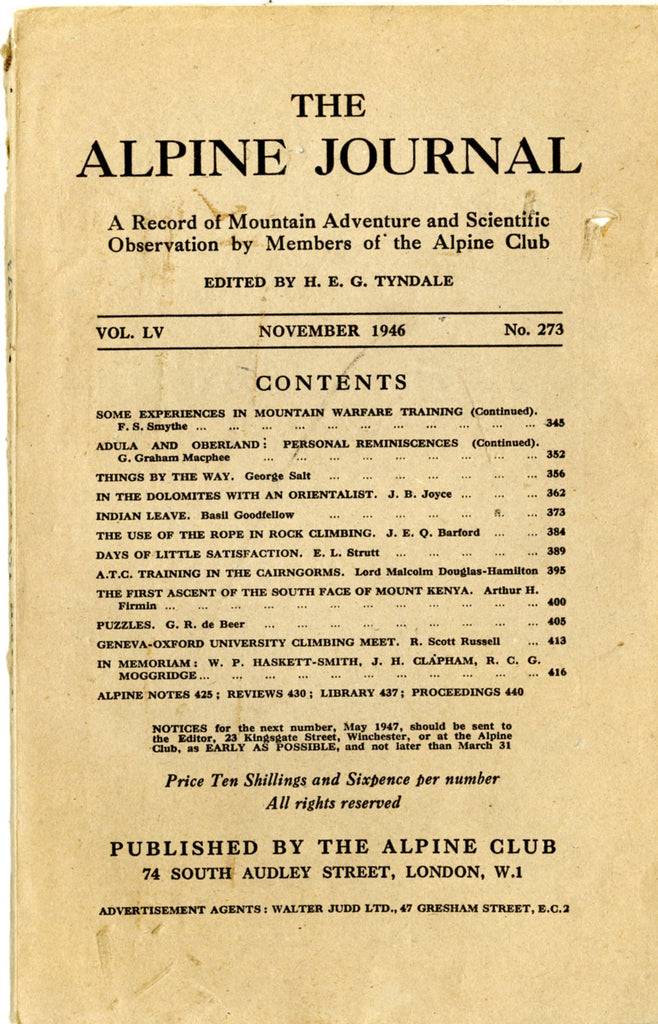 THE
ALPINE JOURNAL
A Record of Mountain Adventure and Scientific
Observation by Members of the Alpine Club
EDITED BY H. E. G. TYNDALE
VOL. LV NOVEMBER 1946 No. 273
CONTENTS
SOME EXPERIENCES IN MOUNTAIN WARFARE TRAINING (Continued).
F. S. Smythe ... ... ... ... ... ... ... ... ... ... ... 345
ADULA AND OBERLAND: PERSONAL REMINISCENCES (Continued).
G. Graham Macphee ... ... ... ... ... ... ... ... ... 352
THINGS BY THE WAY. George Salt ... ... ... ... ... ... ... 356
IN THE DOLOMITES WITH AN ORIENTALIST. J. B. Joyce ... ... ... 362
INDIAN LEAVE. Basil Goodfellow ... ... ... ... ... ... ... 373
THE USE OF THE ROPE IN ROCK CLIMBING. J. E. Q. Barford ... ... 384
DAYS OF LITTLE SATISFACTION. E. L. Strutt ... ... ... ... ... 389
A.T.C. TRAINING IN THE CAIRNGORMS. Lord Malcolm Douglas-Hamilton 395
THE FIRST ASCENT OF THE SOUTH FACE OF MOUNT KENYA. Arthur H.
Firmin ... ... ... ... ... ... ... ... ... ... ... ... 400
PUZZLES. G. R. de Beer ... ... ... ... ... ... ... ... ... 405
GENEVA-OXFORD UNIVERSITY CLIMBING MEET. R. Scott Russell ... 413
IN MEMORIAM: W. P. HASKETT-SMITH, J. H. CLAPHAM, R. C. G.
MOGGRIDGE ... ... ... ... ... ... ... ... ... ... ... 416
ALPINE NOTES 425; REVIEWS 430; LIBRARY 437; PROCEEDINGS 440
NOTICES for the next number, May 1947, should be sent to
the Editor, 23 Kingsgate Street, Winchester, or at the Alpine
Club, as EARLY AS POSSIBLE, and not later than March 31
Price Ten Shillings and Sixpence per number
All rights reserved
PUBLISHED BY THE ALPINE CLUB
74 SOUTH AUDLEY STREET, LONDON, W.1
ADVERTISEMENT AGENTS: WALTER JUDD LTD., 47 GRESHAM STREET, E.C.2